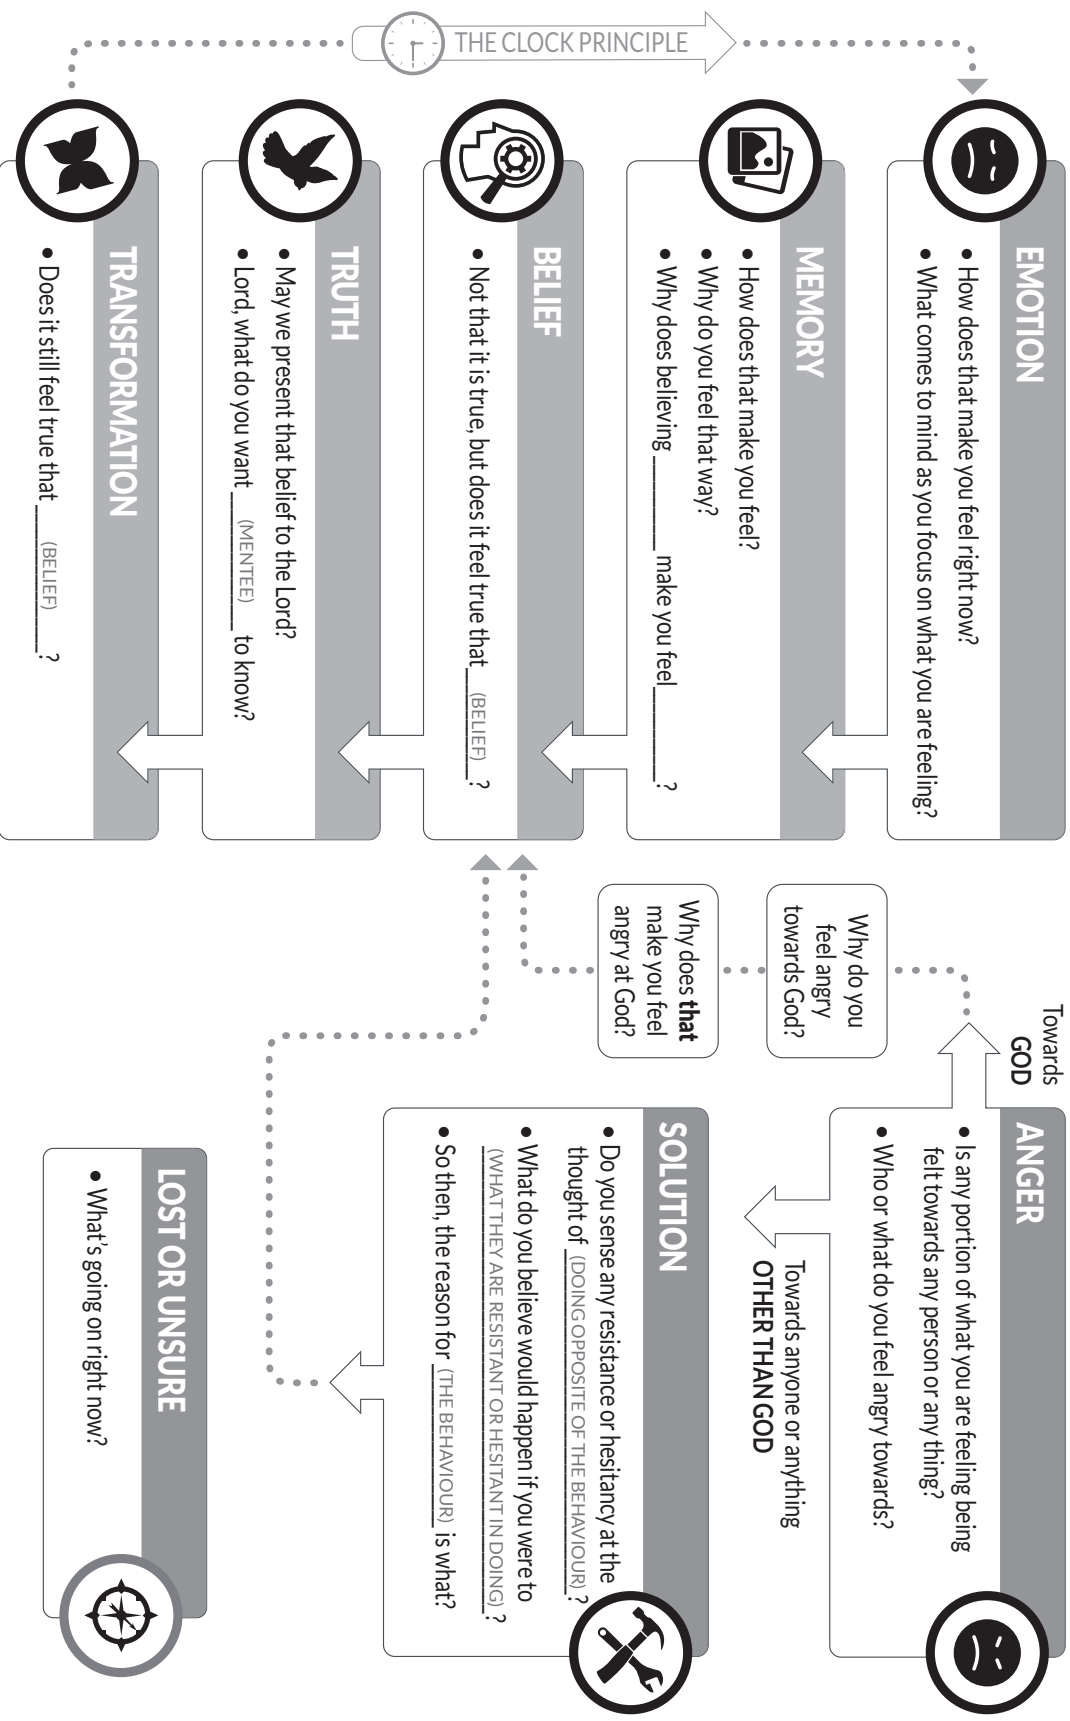 THE CLOCK PRINCIPLE
EMOTION
• How does that make you feel right now?
• What comes to mind as you focus on what you are feeling?
MEMORY
• How does that make you feel?
• Why do you feel that way?
• Why does believing ________ make you feel ________?
BELIEF
• Not that it is true, but does it feel true that (BELIEF)?
TRUTH
• May we present that belief to the Lord?
• Lord, what do you want (MENTEE) to know?
TRANSFORMATION
• Does it still feel true that (BELIEF)?
Towards
GOD
Why do you
feel angry
towards God?
Why does that
make you feel
angry at God?
ANGER
• Is any portion of what you are feeling being
felt towards any person or any thing?
• Who or what do you feel angry towards?
Towards anyone or anything
OTHER THAN GOD
SOLUTION
• Do you sense any resistance or hesitancy at the
thought of (DOING OPPOSITE OF THE BEHAVIOUR)?
• What do you believe would happen if you were to
(WHAT THEY ARE RESISTANT OR HESITANT IN DOING)?
• So then, the reason for (THE BEHAVIOUR) is what?
LOST OR UNSURE
• What's going on right now?